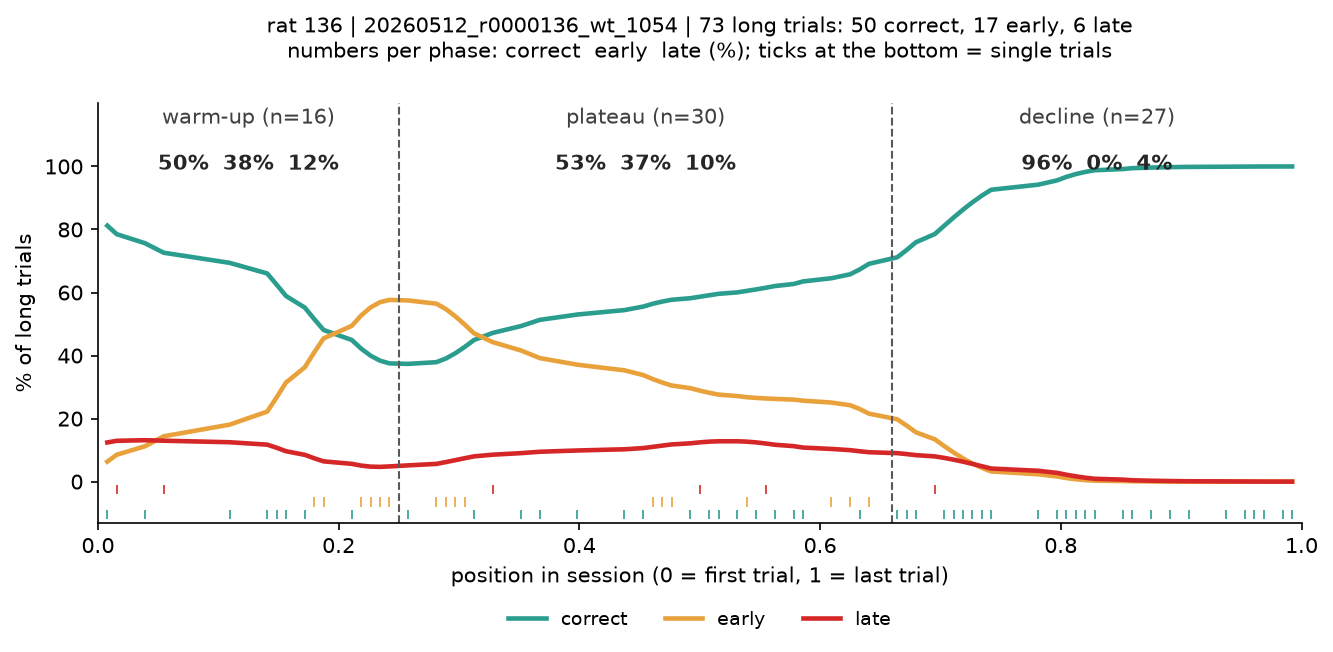 rat 136 | 20260512_r0000136_wt_1054 | 73 long trials: 50 correct, 17 early, 6 late
numbers per phase: correct  early  late (%); ticks at the bottom = single trials
warm-up (n=16)
plateau (n=30)
decline (n=27)
50%  38%  12%
53%  37%  10%
96%  0%  4%
100
80
60
40
20
0
% of long trials
0.0
0.2
0.4
0.6
0.8
1.0
position in session (0 = first trial, 1 = last trial)
correct
early
late